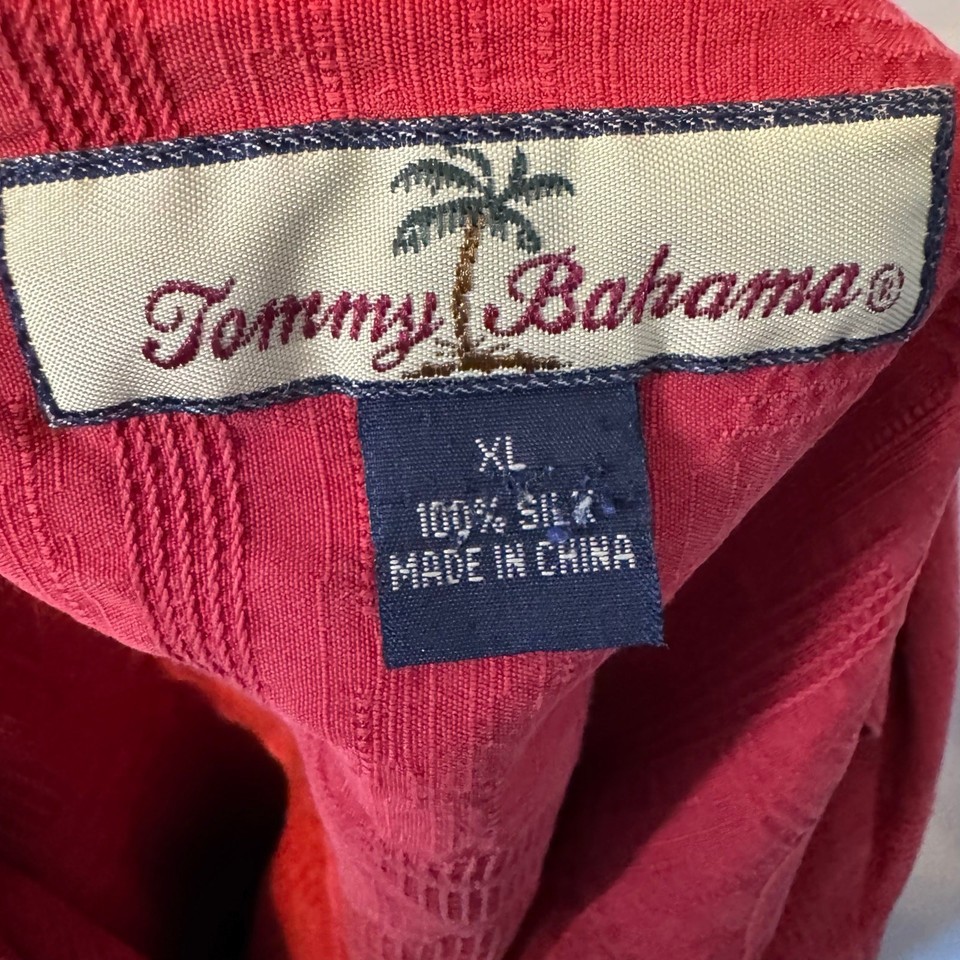 Tommy Bahama®
XL
100% SILK
MADE IN CHINA